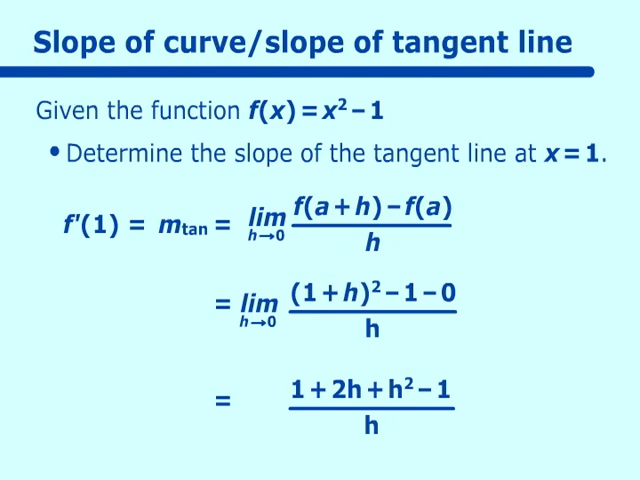 Slope of curve/slope of tangent line
Given the function f(x) = x² – 1
• Determine the slope of the tangent line at x = 1.
f'(1) = mtan = lim h→0 f(a + h) – f(a) / h
= lim h→0 (1 + h)² – 1 – 0 / h
= 1 + 2h + h² – 1 / h